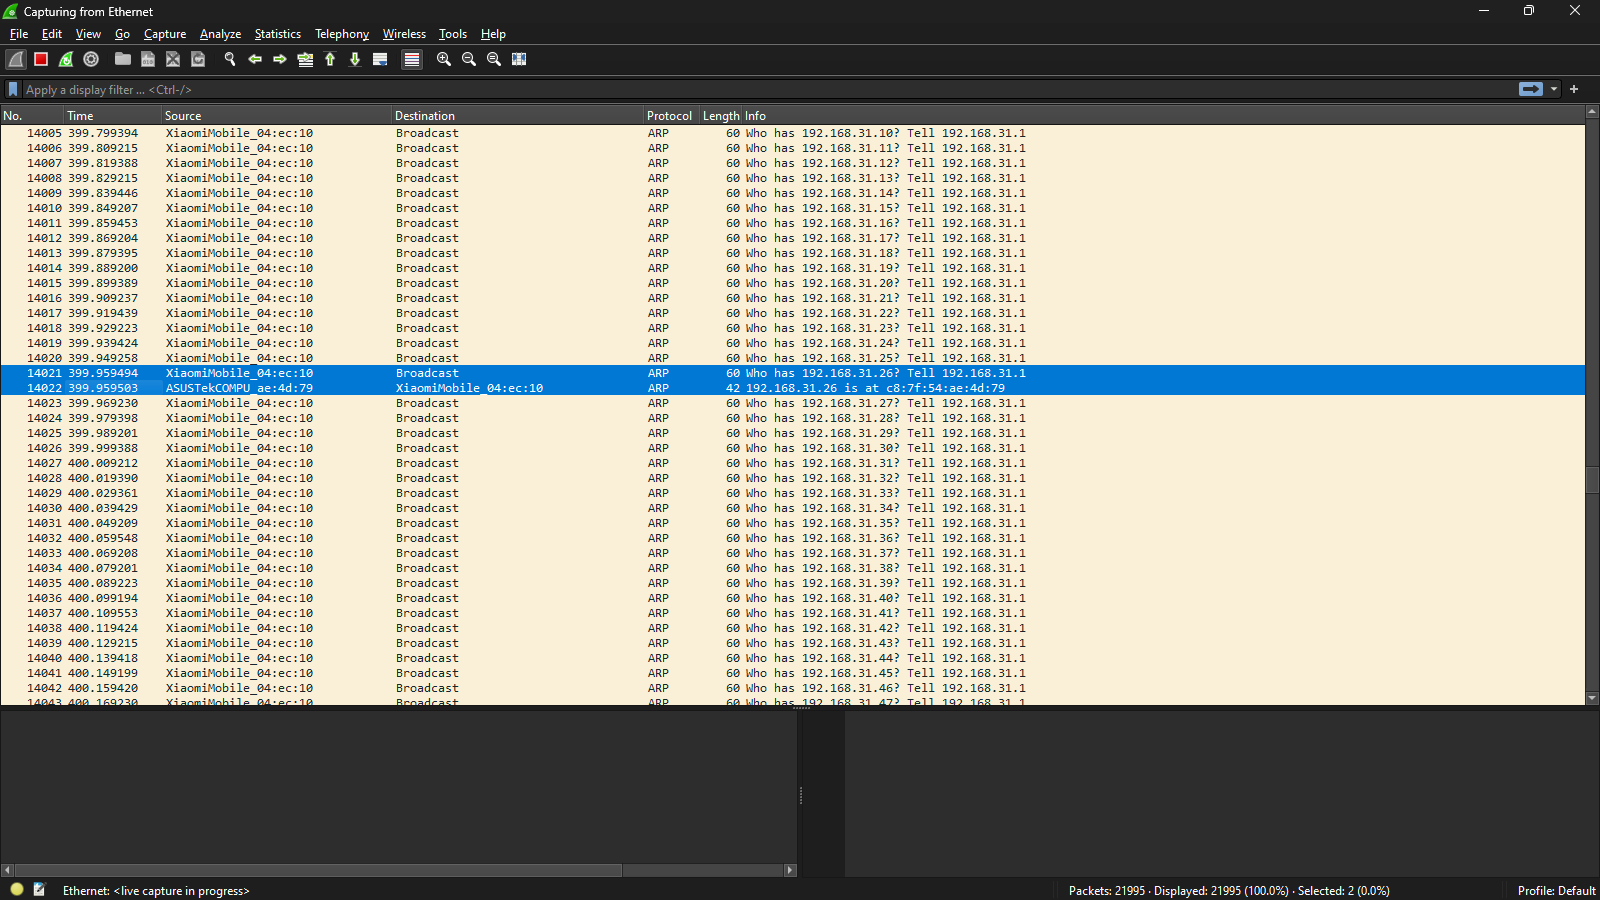 Capturing from Ethernet
File Edit View Go Capture Analyze Statistics Telephony Wireless Tools Help
Apply a display filter ... <Ctrl-/>
No. Time Source Destination Protocol Length Info
14005 399.799394 XiaomiMobile_04:ec:10 Broadcast ARP 60 Who has 192.168.31.10? Tell 192.168.31.1
14006 399.809215 XiaomiMobile_04:ec:10 Broadcast ARP 60 Who has 192.168.31.11? Tell 192.168.31.1
14007 399.819388 XiaomiMobile_04:ec:10 Broadcast ARP 60 Who has 192.168.31.12? Tell 192.168.31.1
14008 399.829215 XiaomiMobile_04:ec:10 Broadcast ARP 60 Who has 192.168.31.13? Tell 192.168.31.1
14009 399.839446 XiaomiMobile_04:ec:10 Broadcast ARP 60 Who has 192.168.31.14? Tell 192.168.31.1
14010 399.849207 XiaomiMobile_04:ec:10 Broadcast ARP 60 Who has 192.168.31.15? Tell 192.168.31.1
14011 399.859453 XiaomiMobile_04:ec:10 Broadcast ARP 60 Who has 192.168.31.16? Tell 192.168.31.1
14012 399.869204 XiaomiMobile_04:ec:10 Broadcast ARP 60 Who has 192.168.31.17? Tell 192.168.31.1
14013 399.879395 XiaomiMobile_04:ec:10 Broadcast ARP 60 Who has 192.168.31.18? Tell 192.168.31.1
14014 399.889200 XiaomiMobile_04:ec:10 Broadcast ARP 60 Who has 192.168.31.19? Tell 192.168.31.1
14015 399.899389 XiaomiMobile_04:ec:10 Broadcast ARP 60 Who has 192.168.31.20? Tell 192.168.31.1
14016 399.909237 XiaomiMobile_04:ec:10 Broadcast ARP 60 Who has 192.168.31.21? Tell 192.168.31.1
14017 399.919439 XiaomiMobile_04:ec:10 Broadcast ARP 60 Who has 192.168.31.22? Tell 192.168.31.1
14018 399.929223 XiaomiMobile_04:ec:10 Broadcast ARP 60 Who has 192.168.31.23? Tell 192.168.31.1
14019 399.939424 XiaomiMobile_04:ec:10 Broadcast ARP 60 Who has 192.168.31.24? Tell 192.168.31.1
14020 399.949258 XiaomiMobile_04:ec:10 Broadcast ARP 60 Who has 192.168.31.25? Tell 192.168.31.1
14021 399.959494 XiaomiMobile_04:ec:10 Broadcast ARP 60 Who has 192.168.31.26? Tell 192.168.31.1
14022 399.959503 ASUSTekCOMPU_ae:4d:79 XiaomiMobile_04:ec:10 ARP 42 192.168.31.26 is at c8:7f:54:ae:4d:79
14023 399.969230 XiaomiMobile_04:ec:10 Broadcast ARP 60 Who has 192.168.31.27? Tell 192.168.31.1
14024 399.979398 XiaomiMobile_04:ec:10 Broadcast ARP 60 Who has 192.168.31.28? Tell 192.168.31.1
14025 399.989201 XiaomiMobile_04:ec:10 Broadcast ARP 60 Who has 192.168.31.29? Tell 192.168.31.1
14026 399.999388 XiaomiMobile_04:ec:10 Broadcast ARP 60 Who has 192.168.31.30? Tell 192.168.31.1
14027 400.009212 XiaomiMobile_04:ec:10 Broadcast ARP 60 Who has 192.168.31.31? Tell 192.168.31.1
14028 400.019390 XiaomiMobile_04:ec:10 Broadcast ARP 60 Who has 192.168.31.32? Tell 192.168.31.1
14029 400.029361 XiaomiMobile_04:ec:10 Broadcast ARP 60 Who has 192.168.31.33? Tell 192.168.31.1
14030 400.039429 XiaomiMobile_04:ec:10 Broadcast ARP 60 Who has 192.168.31.34? Tell 192.168.31.1
14031 400.049209 XiaomiMobile_04:ec:10 Broadcast ARP 60 Who has 192.168.31.35? Tell 192.168.31.1
14032 400.059548 XiaomiMobile_04:ec:10 Broadcast ARP 60 Who has 192.168.31.36? Tell 192.168.31.1
14033 400.069208 XiaomiMobile_04:ec:10 Broadcast ARP 60 Who has 192.168.31.37? Tell 192.168.31.1
14034 400.079201 XiaomiMobile_04:ec:10 Broadcast ARP 60 Who has 192.168.31.38? Tell 192.168.31.1
14035 400.089223 XiaomiMobile_04:ec:10 Broadcast ARP 60 Who has 192.168.31.39? Tell 192.168.31.1
14036 400.099194 XiaomiMobile_04:ec:10 Broadcast ARP 60 Who has 192.168.31.40? Tell 192.168.31.1
14037 400.109553 XiaomiMobile_04:ec:10 Broadcast ARP 60 Who has 192.168.31.41? Tell 192.168.31.1
14038 400.119424 XiaomiMobile_04:ec:10 Broadcast ARP 60 Who has 192.168.31.42? Tell 192.168.31.1
14039 400.129215 XiaomiMobile_04:ec:10 Broadcast ARP 60 Who has 192.168.31.43? Tell 192.168.31.1
14040 400.139418 XiaomiMobile_04:ec:10 Broadcast ARP 60 Who has 192.168.31.44? Tell 192.168.31.1
14041 400.149199 XiaomiMobile_04:ec:10 Broadcast ARP 60 Who has 192.168.31.45? Tell 192.168.31.1
14042 400.159420 XiaomiMobile_04:ec:10 Broadcast ARP 60 Who has 192.168.31.46? Tell 192.168.31.1
14043 400.169230 XiaomiMobile_04:ec:10 Broadcast ARP 60 Who has 192.168.31.47? Tell 192.168.31.1
Ethernet: <live capture in progress> Packets: 21995 · Displayed: 21995 (100.0%) · Selected: 2 (0.0%) Profile: Default